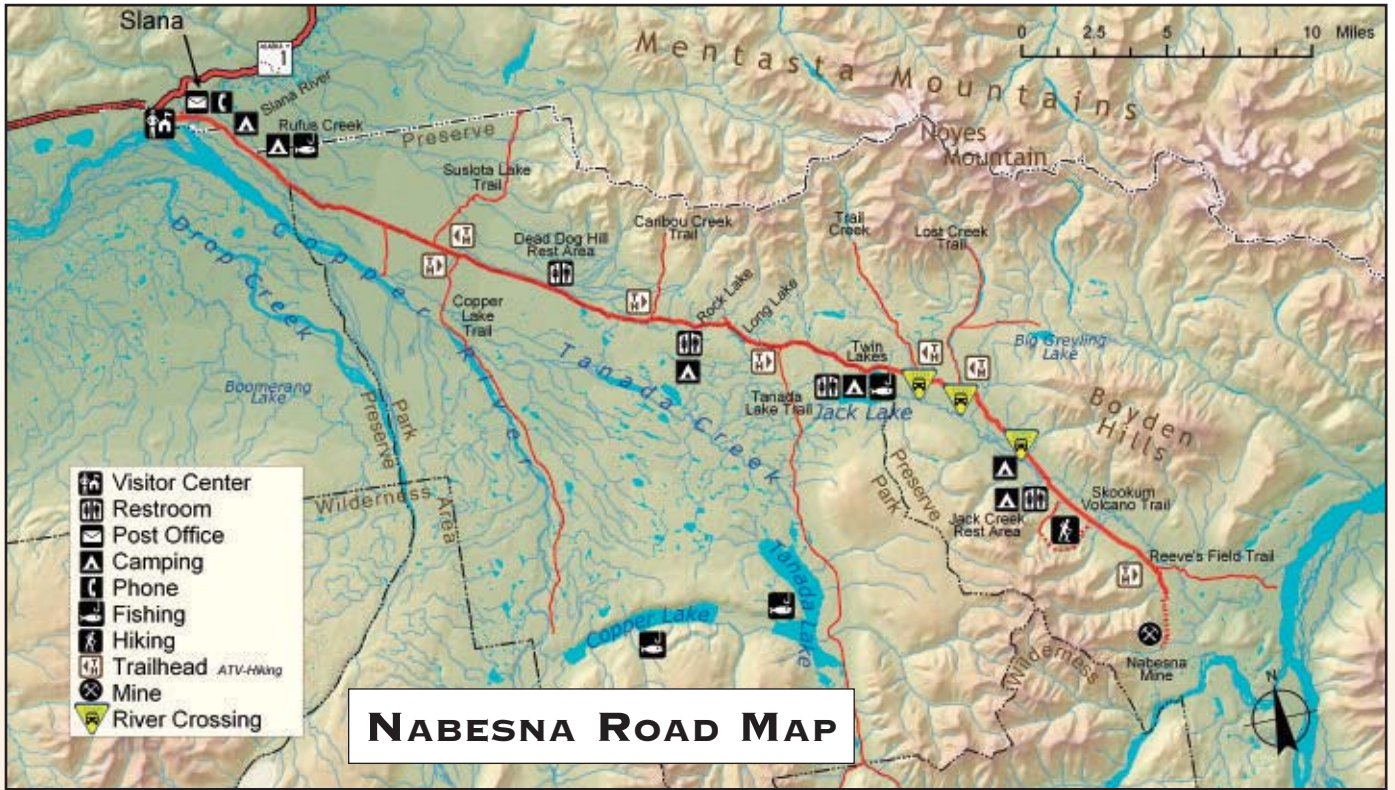 Slana
ALASKA
1
0 2.5 5 10 Miles
Mentasta Mountains
Slana River
Rufus Creek
Preserve
Noyes
Mountain
Suslota Lake
Trail
Caribou Creek
Trail
Trail
Creek
Lost Creek
Trail
Dead Dog Hill
Rest Area
Drop Creek
Copper River
Copper
Lake
Trail
Rock Lake
Long Lake
Twin
Lakes
Big Greyling
Lake
Tanada Creek
Tanada
Lake Trail
Jack Lake
Boomerang
Lake
Park
Preserve
Boyden
Hills
Preserve
Park
Wilderness
Area
Skookum
Volcano Trail
Jack Creek
Rest Area
Reeve's Field Trail
Tanada Lake
Copper Lake
Wilderness
Nabesna
Mine
N
Visitor Center
Restroom
Post Office
Camping
Phone
Fishing
Hiking
TH Trailhead ATV-Hiking
Mine
River Crossing
Nabesna Road Map